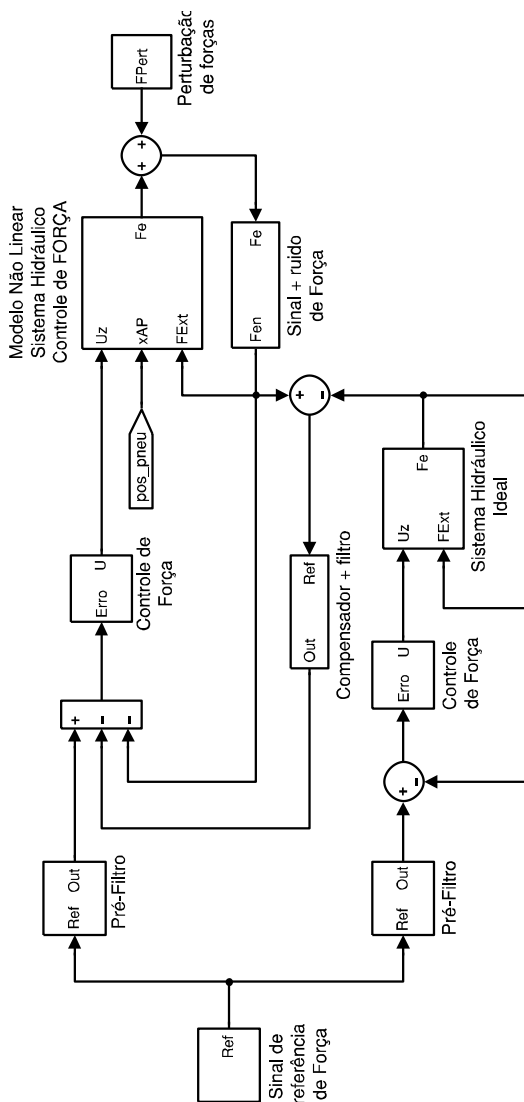 Sinal de
referência
de Força
Ref
Ref
Out
Pré-Filtro
Ref
Out
Pré-Filtro
+
-
-
Erro
U
Controle de
Força
pos_pneu
Modelo Não Linear
Sistema Hidráulico
Controle de FORÇA
Uz
xAP
FExt
Fe
+
+
FPert
Perturbação
de forças
Fen
Fe
Sinal + ruido
de Força
+
-
Out
Ref
Compensador + filtro
+
-
Erro
U
Controle
de Força
Uz
FExt
Fe
Sistema Hidráulico
Ideal